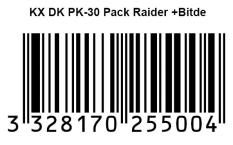 KX DK PK-30 Pack Raider +Bitde
3 328170 255004